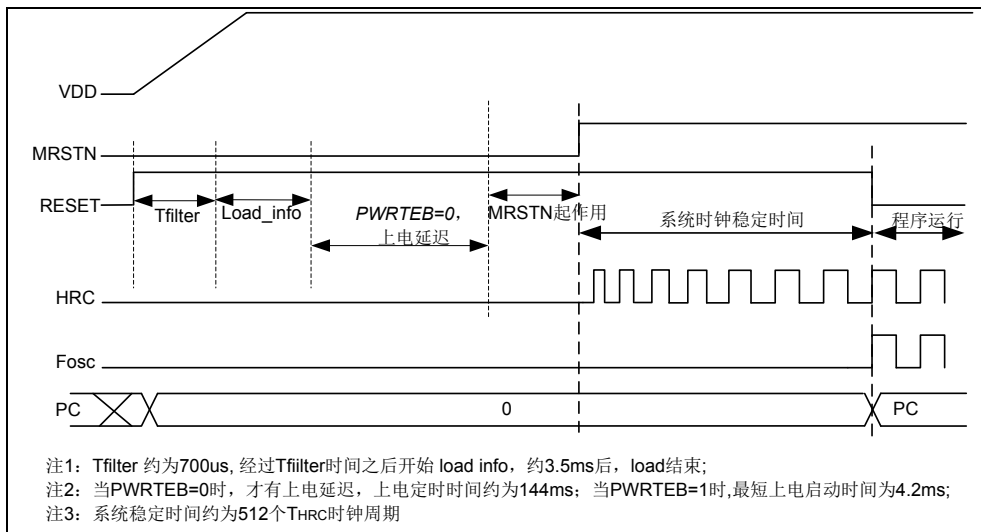 VDD
MRSTN
RESET
Tfilter
Load_info
PWRTEB=0，
上电延迟
MRSTN起作用
系统时钟稳定时间
程序运行
HRC
Fosc
PC
0
PC
注1：Tfilter 约为700us, 经过Tfiilter时间之后开始 load info，约3.5ms后，load结束;
注2：当PWRTEB=0时，才有上电延迟，上电定时时间约为144ms；当PWRTEB=1时,最短上电启动时间为4.2ms;
注3：系统稳定时间约为512个THRC时钟周期